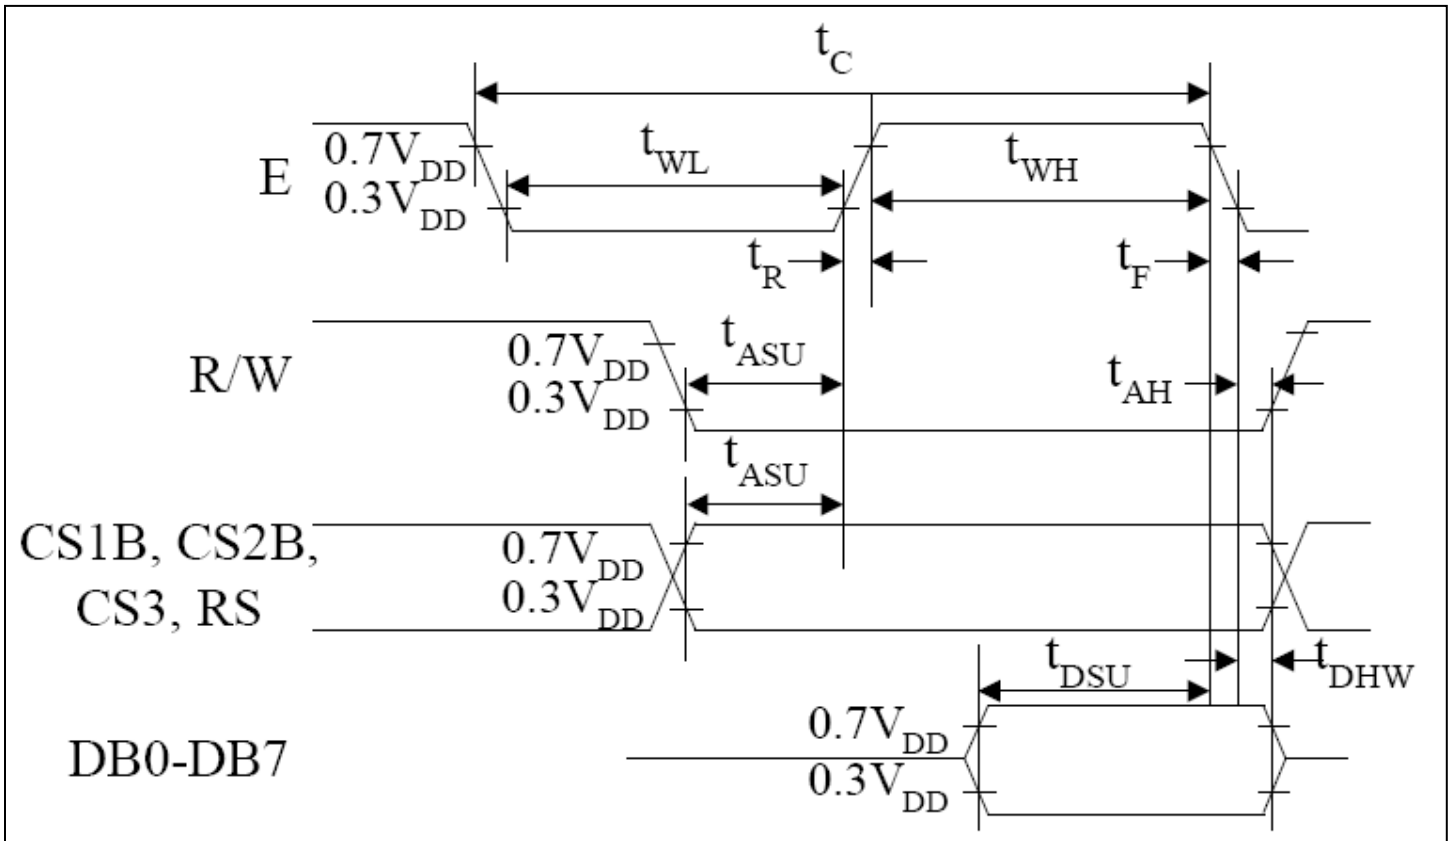 tC
E
0.7VDD
0.3VDD
tWL
tWH
tR
tF
R/W
0.7VDD
0.3VDD
tASU
tAH
tASU
CS1B, CS2B,
CS3, RS
0.7VDD
0.3VDD
tDSU
tDHW
DB0-DB7
0.7VDD
0.3VDD